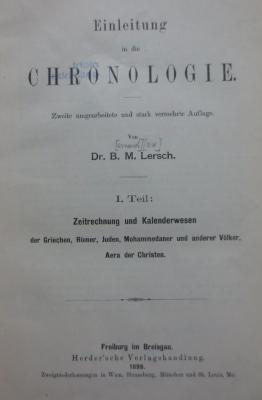 Einleitung
in die
CHRONOLOGIE.
Zweite umgearbeitete und stark vermehrte Auflage.
Von
Dr. B. M. Lersch.
I. Teil:
Zeitrechnung und Kalenderwesen
der Griechen, Römer, Juden, Mohammedaner und anderer Völker,
Aera der Christen.
Freiburg im Breisgau.
Herder'sche Verlagshandlung.
1899.
Zweigniederlassungen in Wien, Strassburg, München und St. Louis, Mo.